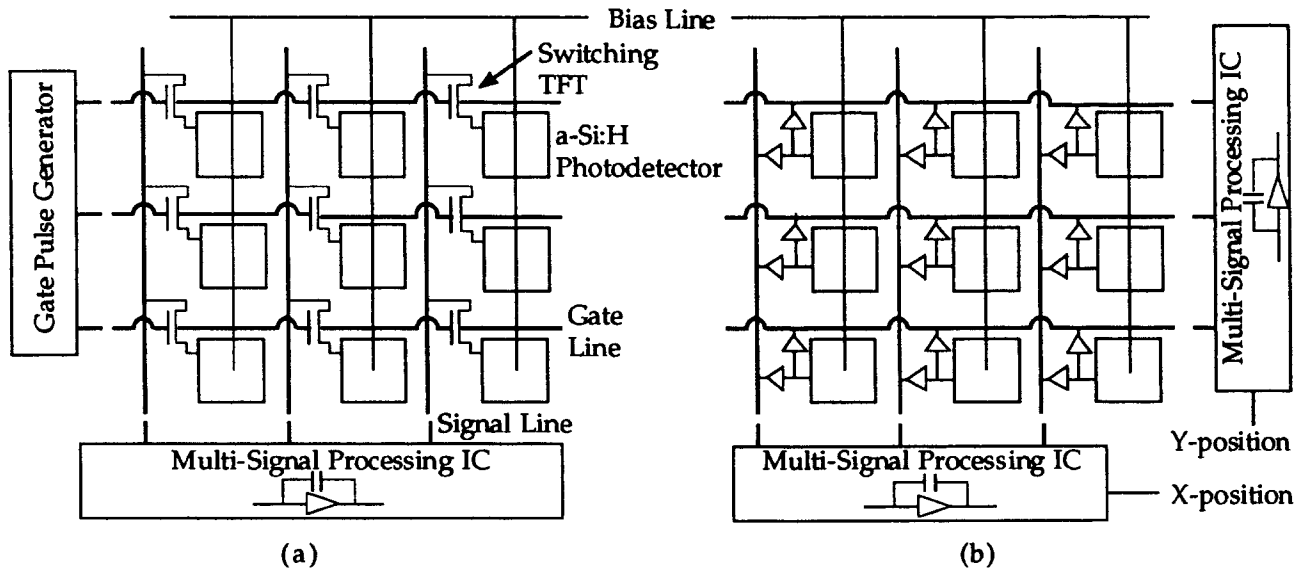 Bias Line
Switching
TFT
a-Si:H
Photodetector
Gate Pulse Generator
Gate
Line
Signal Line
Multi-Signal Processing IC
(a)
Multi-Signal Processing IC
Y-position
Multi-Signal Processing IC
X-position
(b)